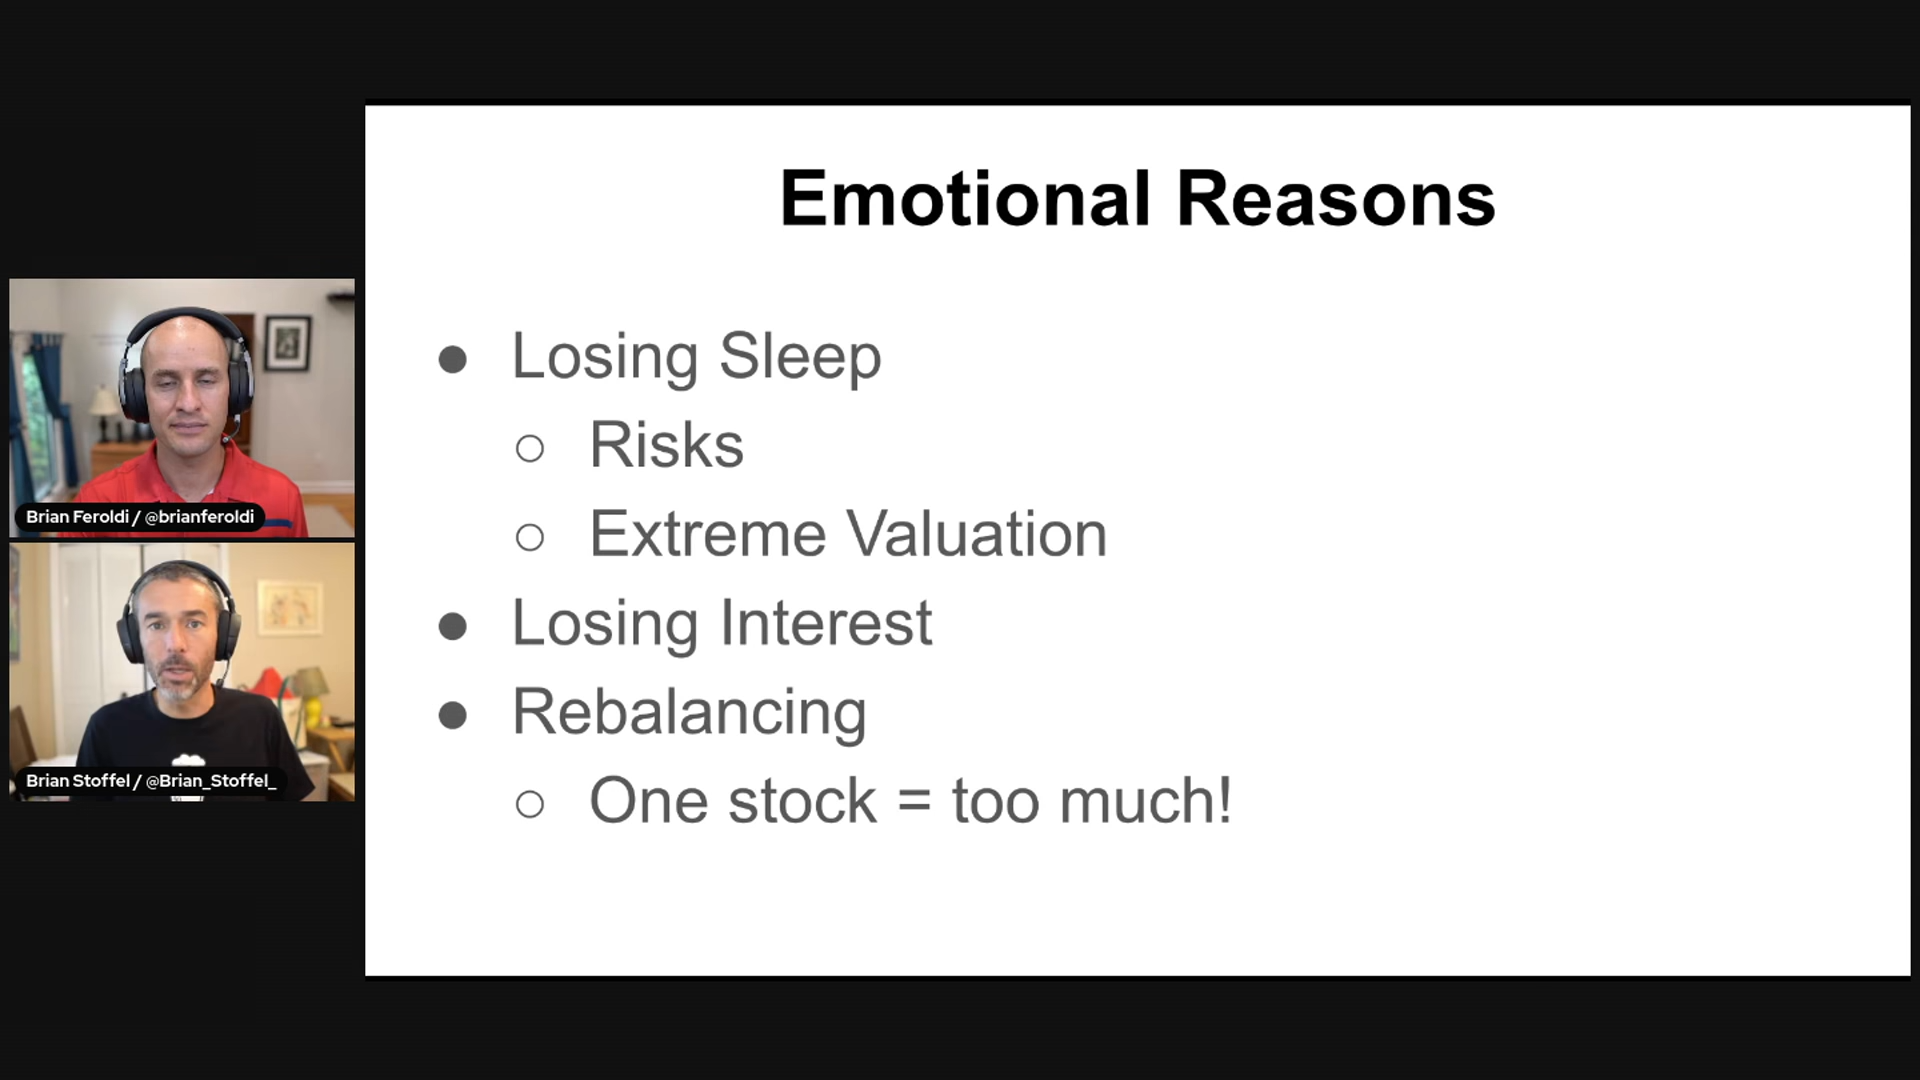 Emotional Reasons
● Losing Sleep
○ Risks
○ Extreme Valuation
● Losing Interest
● Rebalancing
○ One stock = too much!
Brian Feroldi / @brianferoldi
Brian Stoffel / @Brian_Stoffel_